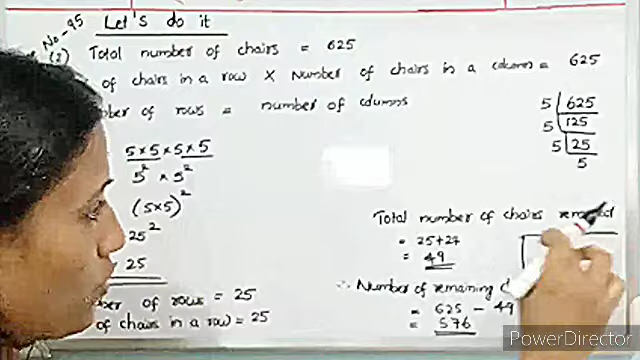 No-95 Let's do it
(2) Total number of chairs = 625
of chairs in a row X Number of chairs in a column = 625
ber of rows = number of columns
5 × 5 × 5 × 5
5² × 5²
(5×5)²
25²
25
ber of rows = 25
of chairs in a row = 25
5 625
5 125
5 25
5
Total number of chairs removed
= 25+24
= 49
∴ Number of remaining
= 625 - 49
= 576
PowerDirector